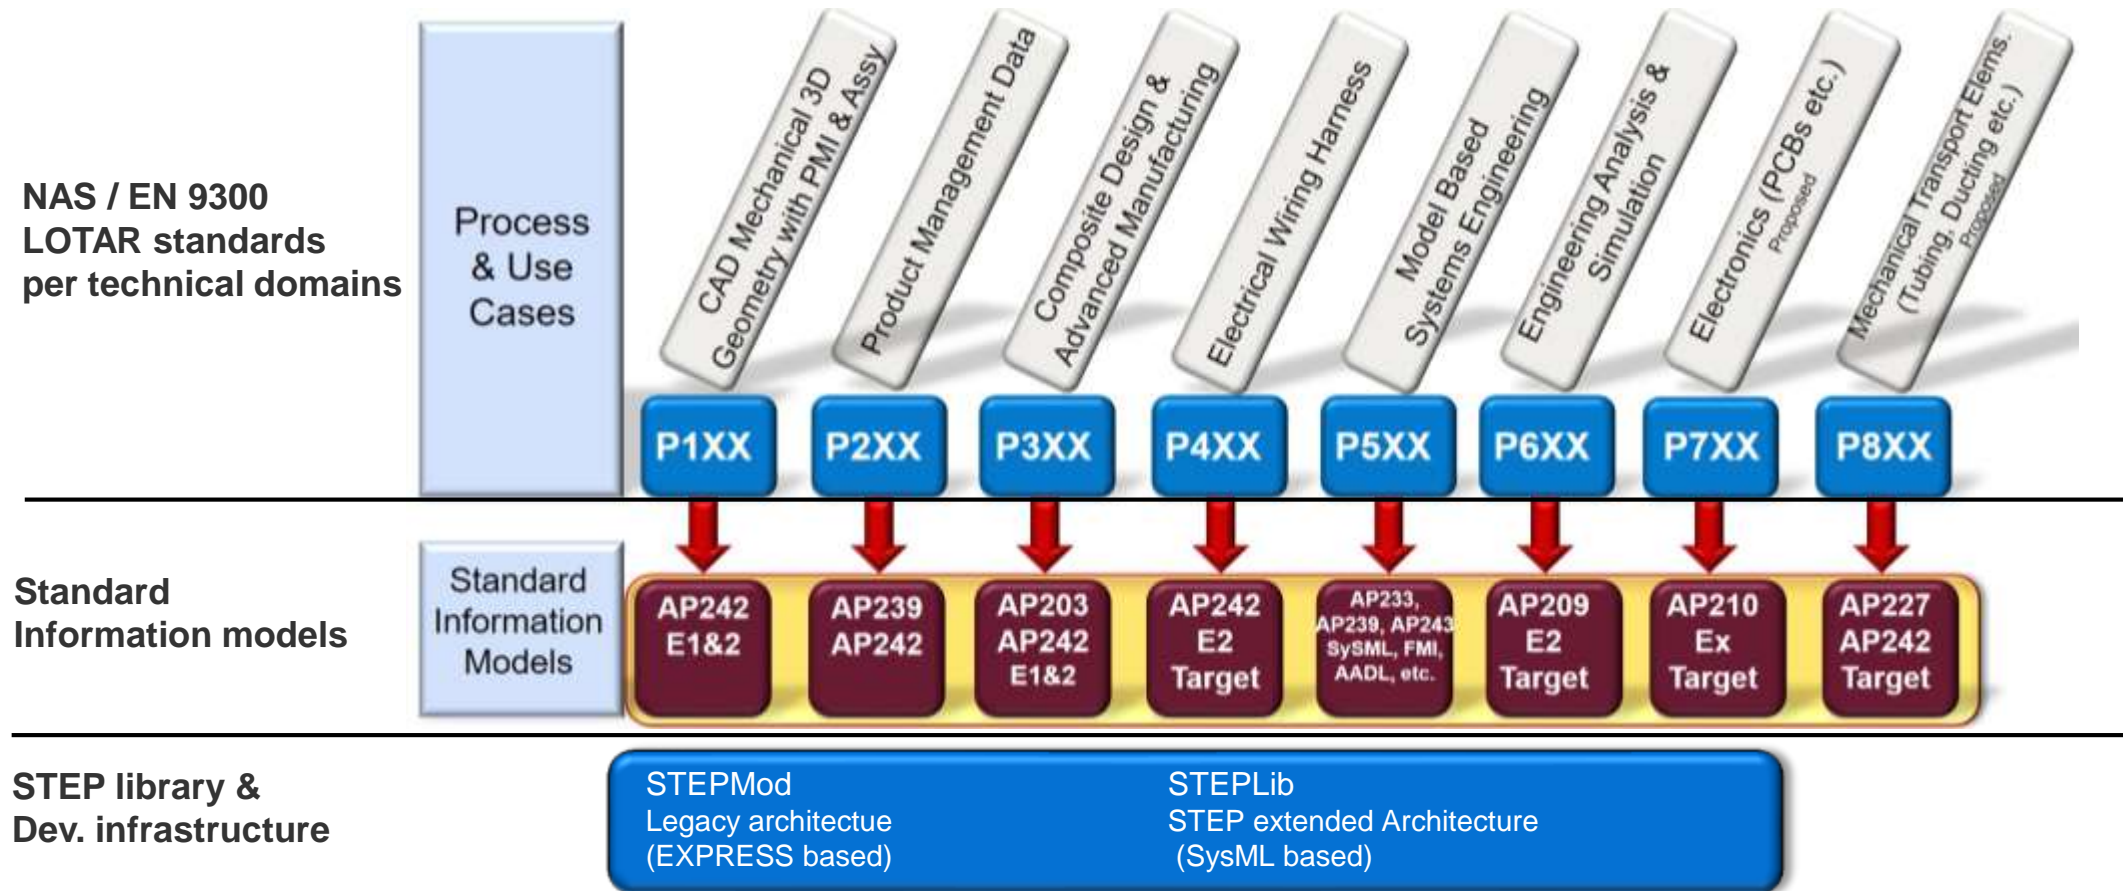 NAS / EN 9300
LOTAR standards
per technical domains
Process
& Use
Cases
CAD Mechanical 3D
Geometry with PMI & Assy
Product Management Data
Composite Design &
Advanced Manufacturing
Electrical Wiring Harness
Model Based
Systems Engineering
Engineering Analysis &
Simulation
Electronics (PCBs etc.)
Proposed
Mechanical Transport Elems.
(Tubing, Ducting etc.)
Proposed
P1XX
P2XX
P3XX
P4XX
P5XX
P6XX
P7XX
P8XX
Standard
Information models
Standard
Information
Models
AP242
E1&2
AP239
AP242
AP203
AP242
E1&2
AP242
E2
Target
AP233,
AP239, AP243
SySML, FMI,
AADL, etc.
AP209
E2
Target
AP210
Ex
Target
AP227
AP242
Target
STEP library &
Dev. infrastructure
STEPMod
Legacy architectue
(EXPRESS based)
STEPLib
STEP extended Architecture
(SysML based)